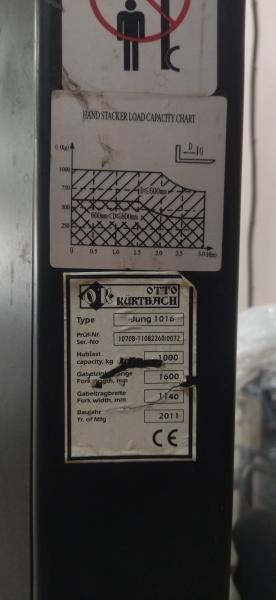 HAND STACKER LOAD CAPACITY CHART
Q (kg)
D
G
1000
750
500
250
D≤600mm
600mm<D≤800mm
0 0.5 1.0 1.5 2.0 2.5 3.0 H(m)
OTTO
KURTBACH
Type Jung 1016
Prüf-Nr.
Ser.-No 10708-110822600072
Hublast
capacity, kg 1000
Fork length, mm 1600
Gabeltragbreite
Fork width, mm 1140
Baujahr
Yr. of Mfg 2011
CE